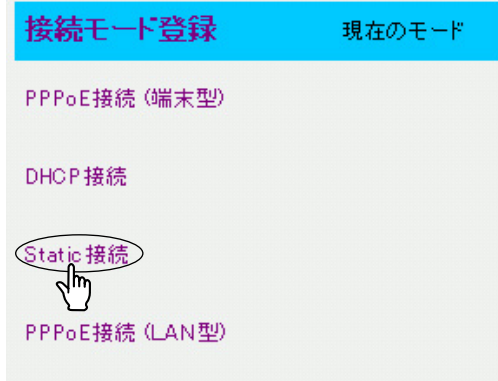 接続モード登録 現在のモード
PPPoE接続（端末型）
DHCP接続
Static接続
PPPoE接続（LAN型）